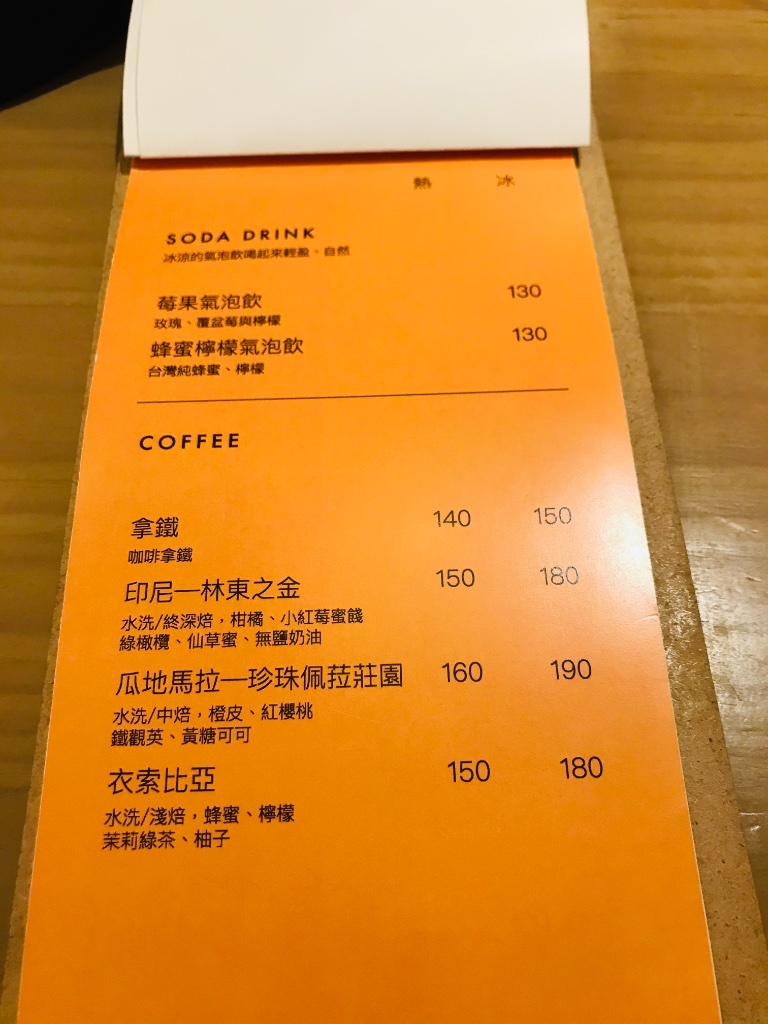 熱 冰
SODA DRINK
冰涼的氣泡飲喝起來輕盈、自然
莓果氣泡飲 130
玫瑰、覆盆莓與檸檬
蜂蜜檸檬氣泡飲 130
台灣純蜂蜜、檸檬
COFFEE
拿鐵 140 150
咖啡拿鐵
印尼—林東之金 150 180
水洗/終深焙，柑橘、小紅莓蜜餞
綠橄欖、仙草蜜、無鹽奶油
瓜地馬拉—珍珠佩菈莊園 160 190
水洗/中焙，橙皮、紅櫻桃
鐵觀英、黃糖可可
衣索比亞 150 180
水洗/淺焙，蜂蜜、檸檬
茉莉綠茶、柚子